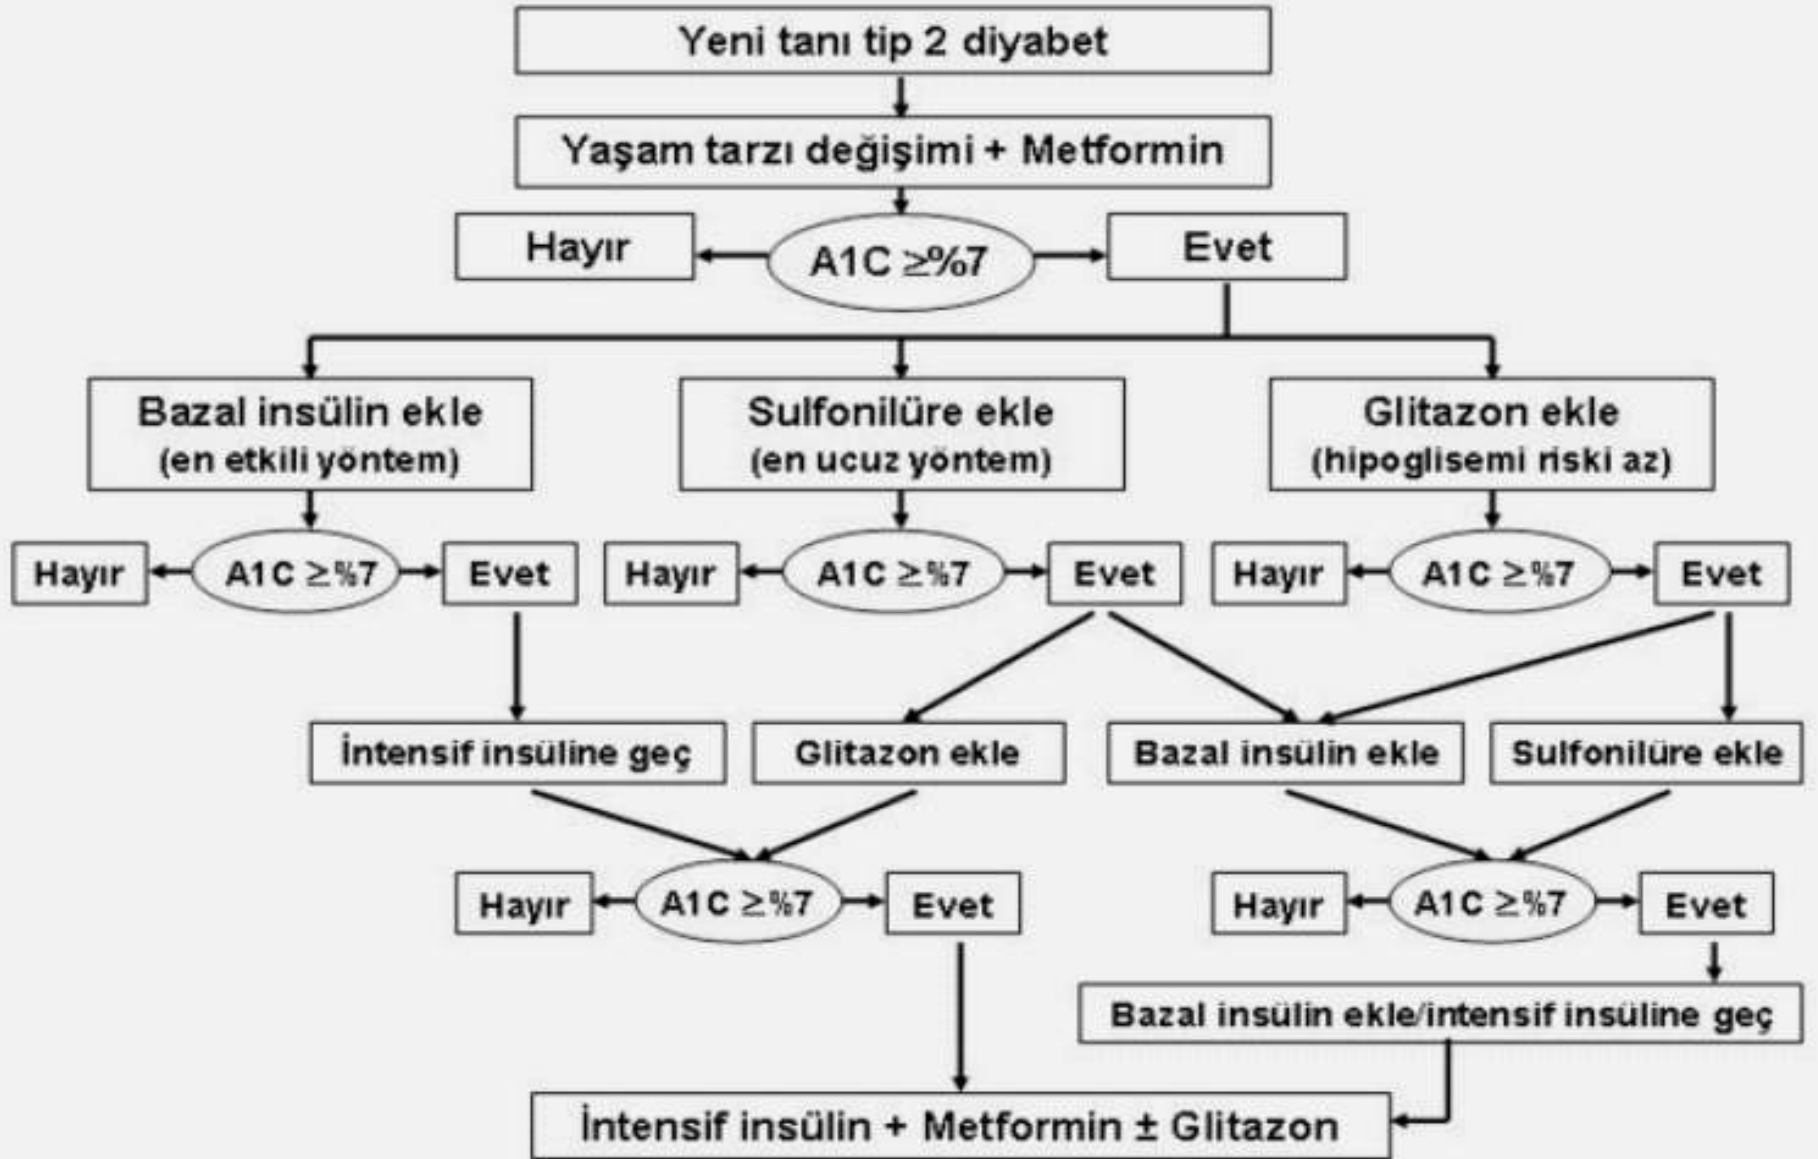 Yeni tanı tip 2 diyabet
Yaşam tarzı değişimi + Metformin
Hayır
A1C ≥%7
Evet
Bazal insülin ekle
(en etkili yöntem)
Sulfonilüre ekle
(en ucuz yöntem)
Glitazon ekle
(hipoglisemi riski az)
Hayır
A1C ≥%7
Evet
Hayır
A1C ≥%7
Evet
Hayır
A1C ≥%7
Evet
İntensif insüline geç
Glitazon ekle
Bazal insülin ekle
Sulfonilüre ekle
Hayır
A1C ≥%7
Evet
Hayır
A1C ≥%7
Evet
Bazal insülin ekle/intensif insüline geç
İntensif insülin + Metformin ± Glitazon